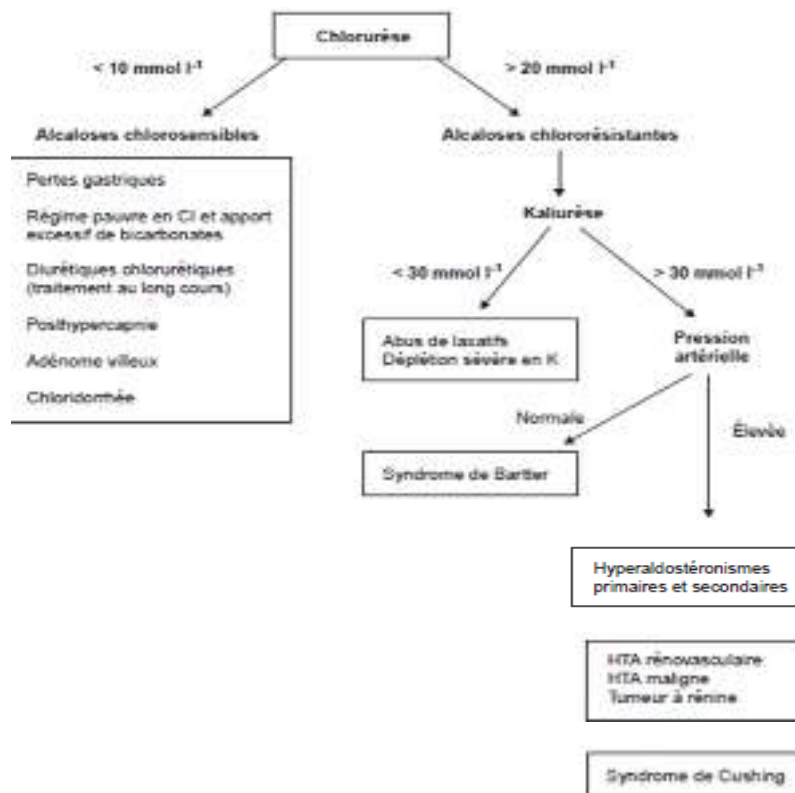 Chlorurèse
< 10 mmol l-1
> 20 mmol l-1
Alcaloses chlorosensibles
Alcaloses chlororésistantes
Pertes gastriques
Régime pauvre en Cl et apport
excessif de bicarbonates
Diurétiques chlorurétiques
(traitement au long cours)
Posthypercapnie
Adénome villeux
Chloridorrhée
Kaliurèse
< 30 mmol l-1
> 30 mmol l-1
Abus de laxatifs
Déplétion sévère en K
Pression
artérielle
Normale
Élevée
Syndrome de Bartter
Hyperaldostéronismes
primaires et secondaires
HTA rénovasculaire
HTA maligne
Tumeur à rénine
Syndrome de Cushing